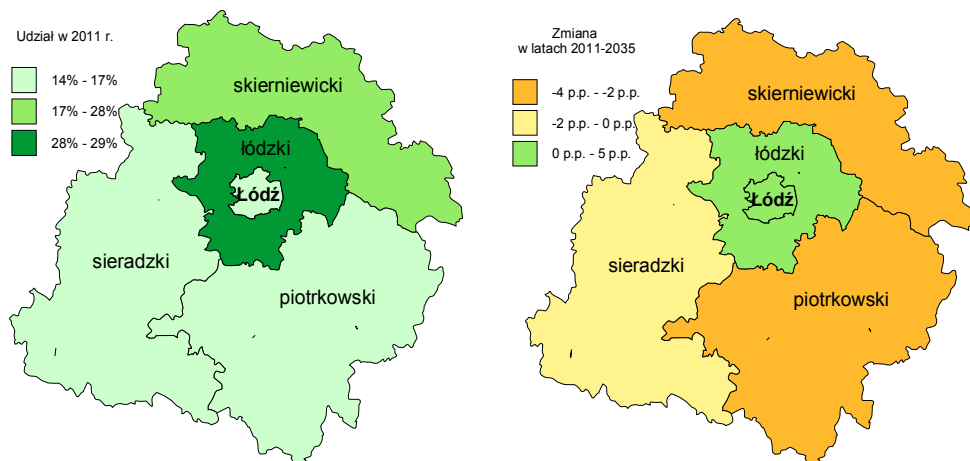 Udział w 2011 r.
14% - 17%
17% - 28%
28% - 29%
skierniewicki
łódzki
Łódź
sieradzki
piotrkowski
Zmiana
w latach 2011-2035
-4 p.p. - -2 p.p.
-2 p.p. - 0 p.p.
0 p.p. - 5 p.p.
skierniewicki
łódzki
Łódź
sieradzki
piotrkowski